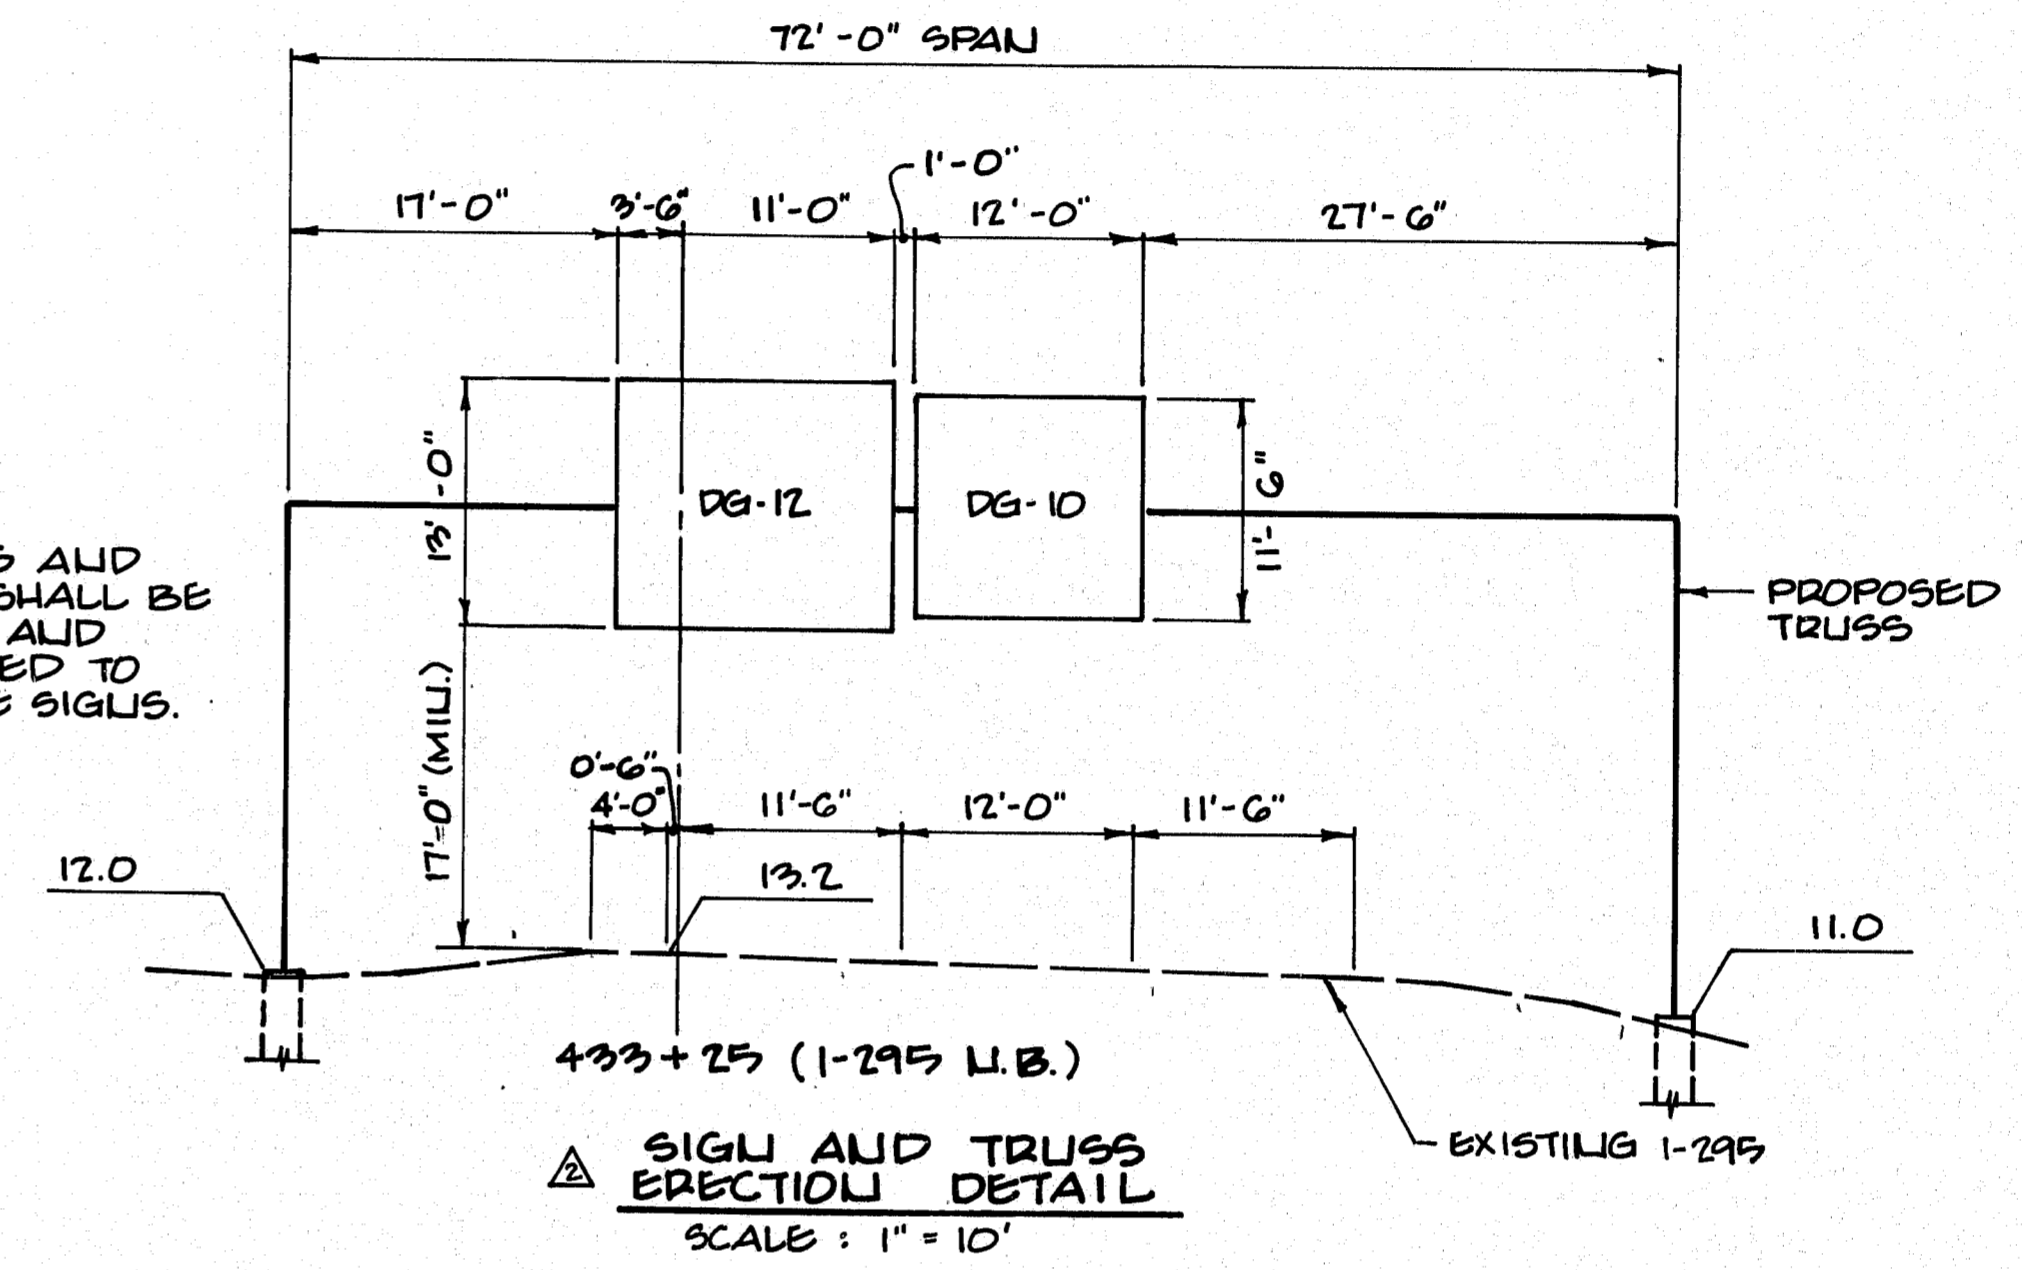 72'-0" SPAN
1'-0"
17'-0" 3'-6" 11'-0" 12'-0" 27'-6"
13'-0"
DG-12
DG-10
11'-6"
S AND
SHALL BE
AND
ED TO
E SIGNS.
PROPOSED
TRUSS
17'-0" (MIN.)
0'-6"
4'-0" 11'-6" 12'-0" 11'-6"
12.0
13.2
11.0
433+25 (I-295 N.B.)
EXISTING I-295
2
SIGN AND TRUSS
ERECTION DETAIL
SCALE : 1" = 10'